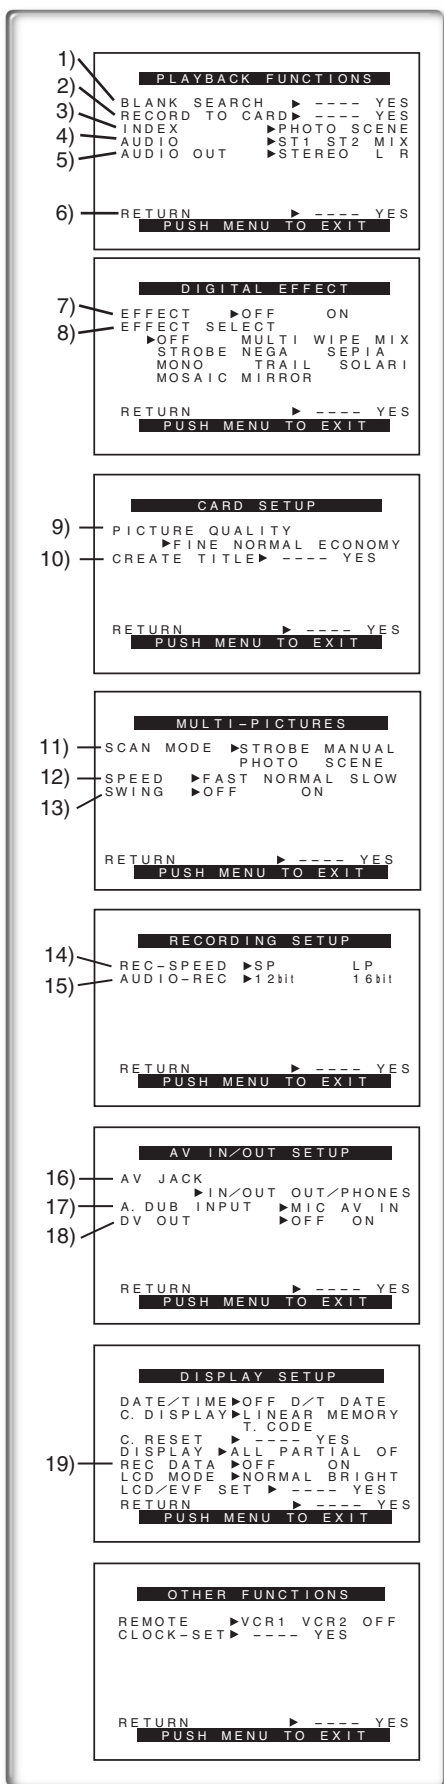 1)
2)
3)
4)
5)
6)
PLAYBACK FUNCTIONS
BLANK SEARCH ▶ ---- YES
RECORD TO CARD▶ ---- YES
INDEX ▶PHOTO SCENE
AUDIO ▶ST1 ST2 MIX
AUDIO OUT ▶STEREO L R
RETURN ▶ ---- YES
PUSH MENU TO EXIT
7)
8)
DIGITAL EFFECT
EFFECT ▶OFF ON
EFFECT SELECT
▶OFF MULTI WIPE MIX
STROBE NEGA SEPIA
MONO TRAIL SOLARI
MOSAIC MIRROR
RETURN ▶ ---- YES
PUSH MENU TO EXIT
9)
10)
CARD SETUP
PICTURE QUALITY
▶FINE NORMAL ECONOMY
CREATE TITLE▶ ---- YES
RETURN ▶ ---- YES
PUSH MENU TO EXIT
11)
12)
13)
MULTI-PICTURES
SCAN MODE ▶STROBE MANUAL
PHOTO SCENE
SPEED ▶FAST NORMAL SLOW
SWING ▶OFF ON
RETURN ▶ ---- YES
PUSH MENU TO EXIT
14)
15)
RECORDING SETUP
REC-SPEED ▶SP LP
AUDIO-REC ▶12bit 16bit
RETURN ▶ ---- YES
PUSH MENU TO EXIT
16)
17)
18)
AV IN/OUT SETUP
AV JACK
▶IN/OUT OUT/PHONES
A. DUB INPUT ▶MIC AV IN
DV OUT ▶OFF ON
RETURN ▶ ---- YES
PUSH MENU TO EXIT
19)
DISPLAY SETUP
DATE/TIME▶OFF D/T DATE
C. DISPLAY▶LINEAR MEMORY
T. CODE
C. RESET ▶ ---- YES
DISPLAY ▶ALL PARTIAL OF
REC DATA ▶OFF ON
LCD MODE ▶NORMAL BRIGHT
LCD/EVF SET ▶ ---- YES
RETURN ▶ ---- YES
PUSH MENU TO EXIT
OTHER FUNCTIONS
REMOTE ▶VCR1 VCR2 OFF
CLOCK-SET▶ ---- YES
RETURN ▶ ---- YES
PUSH MENU TO EXIT